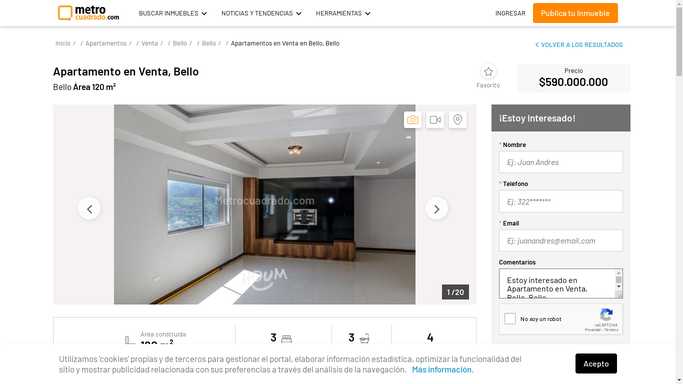 metro
cuadrado.com
BUSCAR INMUEBLES
NOTICIAS Y TENDENCIAS
HERRAMIENTAS
INGRESAR
Publica tu Inmueble
Inicio / / Apartamentos / / Venta / / Bello / / Bello / Apartamentos en Venta en Bello, Bello
VOLVER A LOS RESULTADOS
Apartamento en Venta, Bello
Bello Área 120 m²
Favorito
Precio
$590.000.000
Metrocuadrado.com
1 / 20
¡Estoy Interesado!
* Nombre
Ej: Juan Andres
* Teléfono
Ej: 322*******
* Email
Ej: juanandres@email.com
Comentarios
Estoy interesado en
Apartamento en Venta,
Bello, Bello
No soy un robot
reCAPTCHA
Privacidad - Términos
Área construida
3
3
4
Utilizamos 'cookies' propias y de terceros para gestionar el portal, elaborar información estadística, optimizar la funcionalidad del
sitio y mostrar publicidad relacionada con sus preferencias a través del análisis de la navegación. Más información.
Acepto